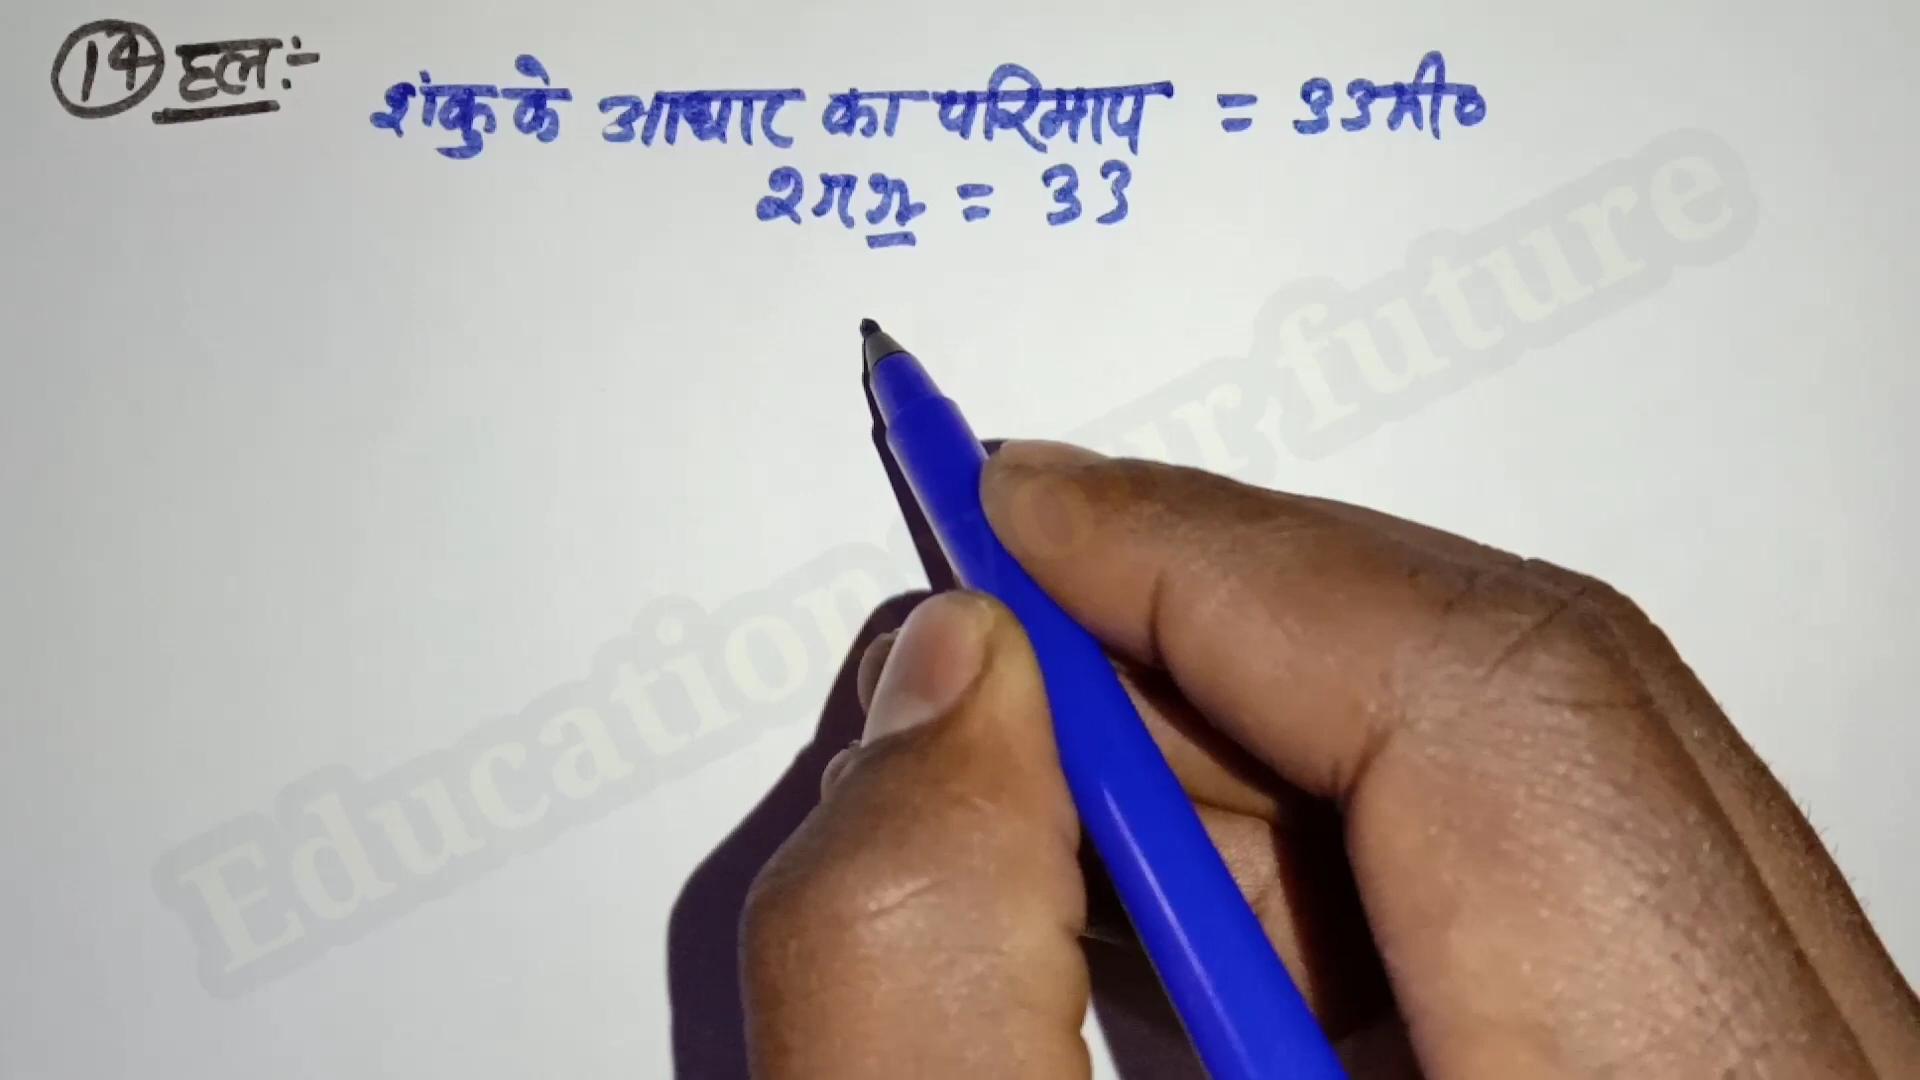 14 हल:-
शंकु के आधार का परिमाप = 33मी०
2πr = 33
Education your future